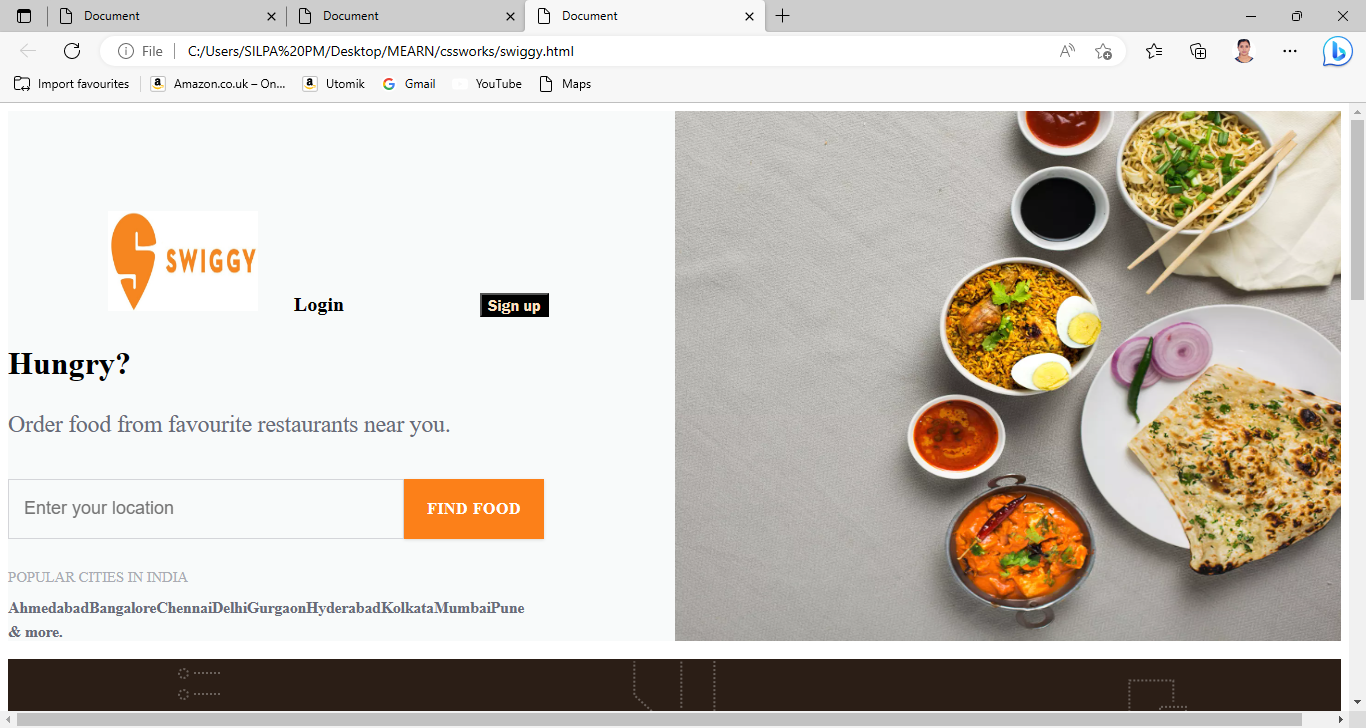 Document
Document
Document
File
C:/Users/SILPA%20PM/Desktop/MEARN/cssworks/swiggy.html
Import favourites
Amazon.co.uk – On...
Utomik
Gmail
YouTube
Maps
SWIGGY
Login
Sign up
Hungry?
Order food from favourite restaurants near you.
Enter your location
FIND FOOD
POPULAR CITIES IN INDIA
AhmedabadBangaloreChennaiDelhiGurgaonHyderabadKolkataMumbaiPune
& more.